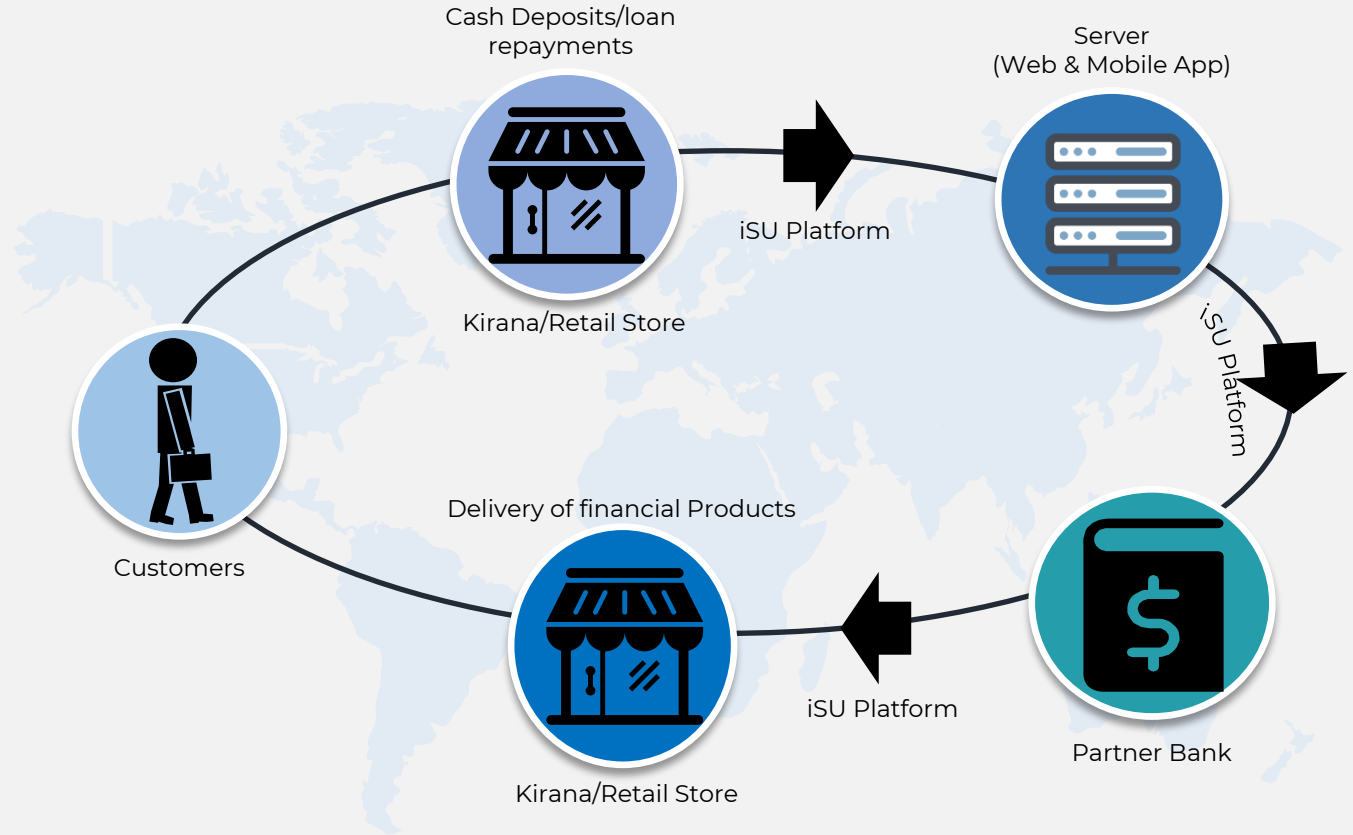 Cash Deposits/loan
repayments
Server
(Web & Mobile App)
iSU Platform
Kirana/Retail Store
iSU Platform
Delivery of financial Products
Customers
iSU Platform
Partner Bank
Kirana/Retail Store
$